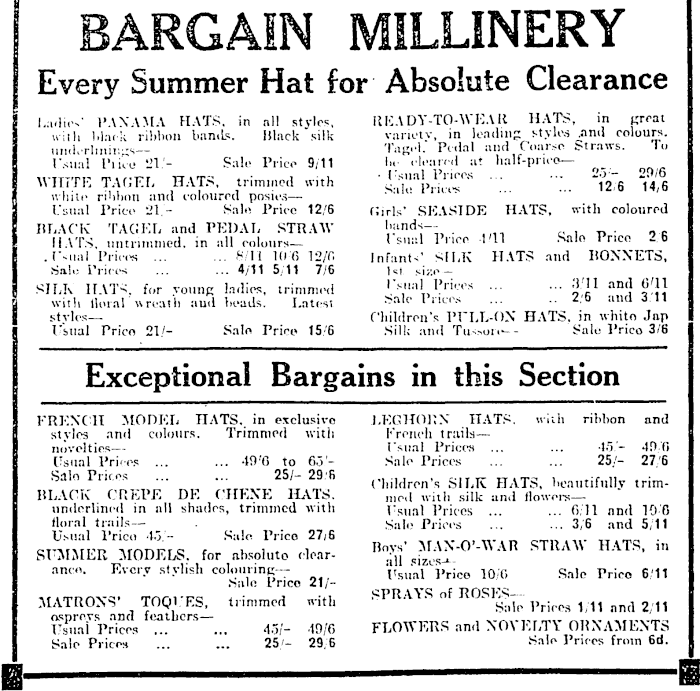 BARGAIN MILLINERY
Every Summer Hat for Absolute Clearance
Ladies' PANAMA HATS, in all styles,
with black ribbon bands. Black silk
underlinings—
Usual Price 21/- Sale Price 9/11
WHITE TAGEL HATS, trimmed with
white ribbon and coloured posies—
Usual Price 21/- Sale Price 12/6
BLACK TAGEL and PEDAL STRAW
HATS, untrimmed, in all colours—
Usual Prices ... ... 8/11 10/6 12/6
Sale Prices ... ... 4/11 5/11 7/6
SILK HATS, for young ladies, trimmed
with floral wreath and beads. Latest
styles—
Usual Price 21/- Sale Price 15/6
READY-TO-WEAR HATS, in great
variety, in leading styles and colours.
Tagel, Pedal and Coarse Straws. To
be cleared at half-price—
Usual Prices ... ... 25/- 29/6
Sale Prices ... ... 12/6 14/6
Girls' SEASIDE HATS, with coloured
bands—
Usual Price 4/11 Sale Price 2/6
Infants' SILK HATS and BONNETS,
1st size—
Usual Prices ... ... 3/11 and 6/11
Sale Prices ... ... 2/6 and 3/11
Children's PULL-ON HATS, in white Jap
Silk and Tussore-- Sale Price 3/6
Exceptional Bargains in this Section
FRENCH MODEL HATS, in exclusive
styles and colours. Trimmed with
novelties—
Usual Prices ... ... 49/6 to 65/-
Sale Prices ... ... 25/- 29/6
BLACK CREPE DE CHENE HATS,
underlined in all shades, trimmed with
floral trails—
Usual Price 45/- Sale Price 27/6
SUMMER MODELS, for absolute clear-
ance. Every stylish colouring—
Sale Price 21/-
MATRONS' TOQUES, trimmed with
ospreys and feathers—
Usual Prices ... ... 45/- 49/6
Sale Prices ... ... 25/- 29/6
LEGHORN HATS, with ribbon and
French trails—
Usual Prices ... ... 45/- 49/6
Sale Prices ... ... 25/- 27/6
Children's SILK HATS, beautifully trim-
med with silk and flowers—
Usual Prices ... ... 6/11 and 10/6
Sale Prices ... ... 3/6 and 5/11
Boys' MAN-O'-WAR STRAW HATS, in
all sizes—
Usual Price 10/6 Sale Price 6/11
SPRAYS of ROSES—
Sale Prices 1/11 and 2/11
FLOWERS and NOVELTY ORNAMENTS
Sale Prices from 6d.